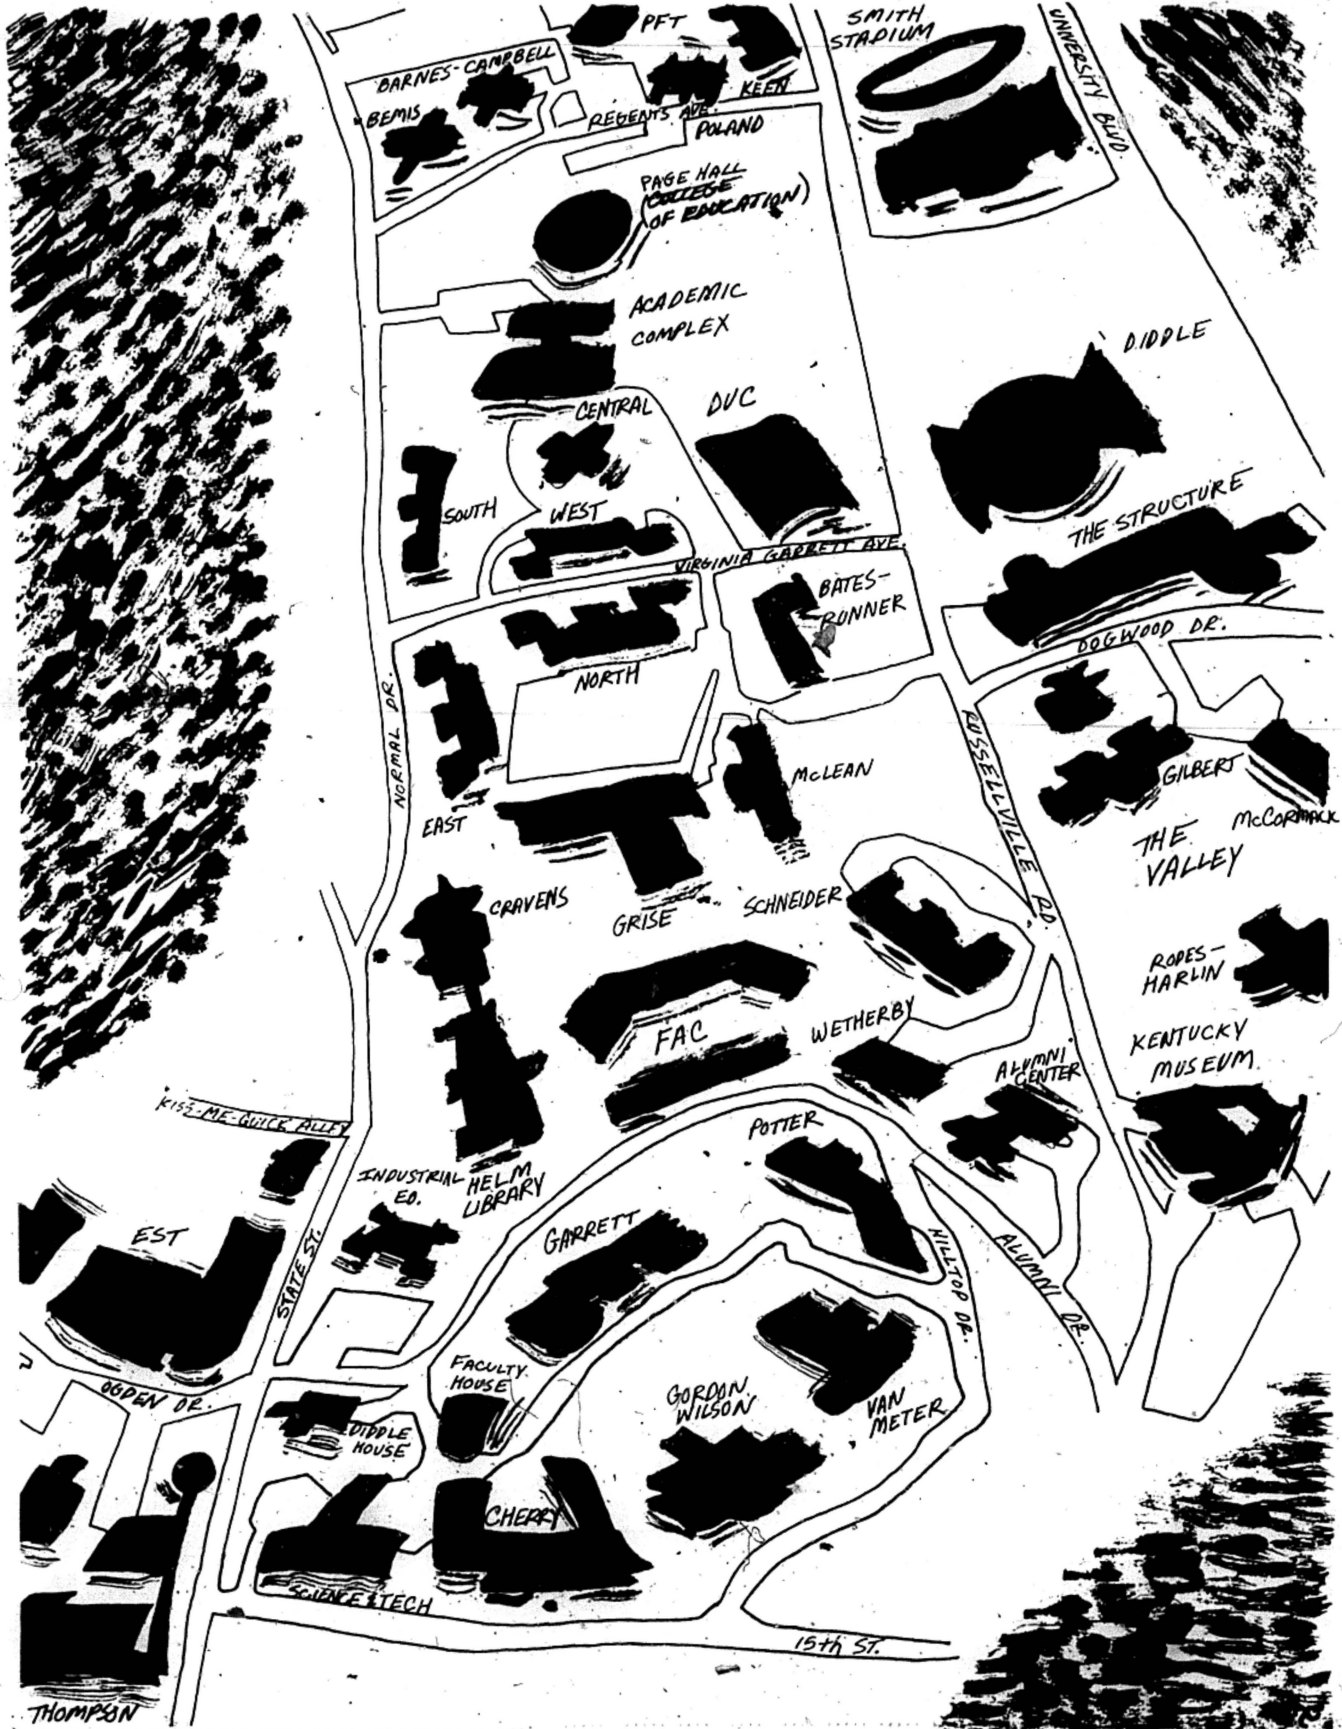 PFT
SMITH
STADIUM
UNIVERSITY BLVD.
BARNES-CAMPBELL
KEEN
BEMIS
REGENTS AVE.
POLAND
PAGE HALL
(COLLEGE
OF EDUCATION)
ACADEMIC
COMPLEX
DIDDLE
CENTRAL
DUC
SOUTH
WEST
THE STRUCTURE
VIRGINIA GARRETT AVE.
BATES-
RUNNER
DOGWOOD DR.
NORTH
NORMAL DR.
RUSSELLVILLE RD.
McLEAN
GILBERT
EAST
McCORMACK
THE
VALLEY
CRAVENS
GRISE
SCHNEIDER
RODES-
HARLIN
FAC
WETHERBY
KENTUCKY
MUSEUM
ALUMNI
CENTER
KISS-ME-QUICK ALLEY
POTTER
INDUSTRIAL
ED.
HELM
LIBRARY
EST
GARRETT
STATE ST.
HILLTOP DR.
ALUMNI DR.
FACULTY
HOUSE
OGDEN DR.
GORDON
WILSON
VAN
METER
DIDDLE
HOUSE
CHERRY
SCIENCE & TECH
15th ST.
THOMPSON